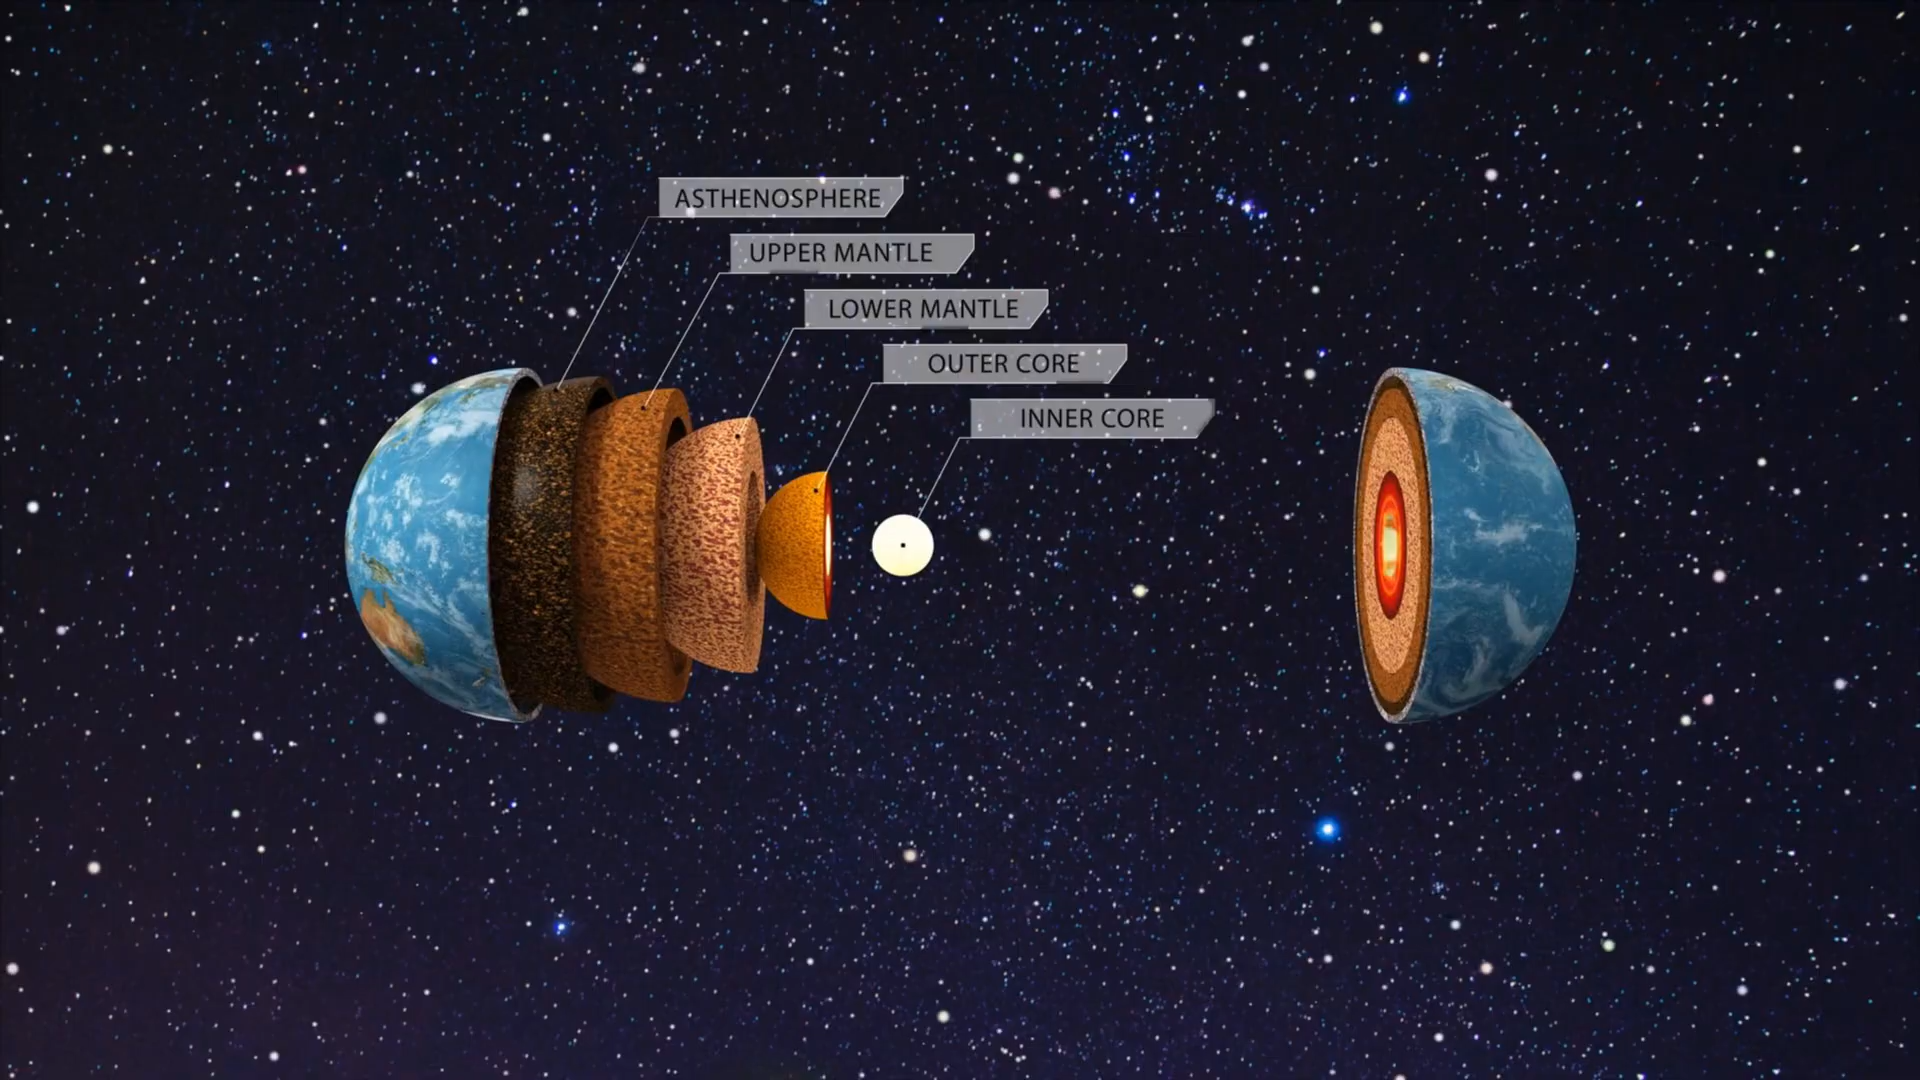 ASTHENOSPHERE
UPPER MANTLE
LOWER MANTLE
OUTER CORE
INNER CORE